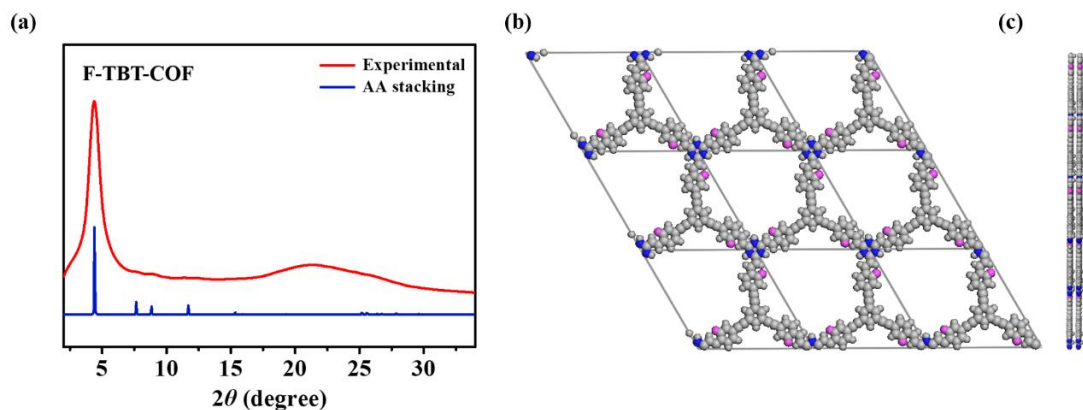 (a)
F-TBT-COF
Experimental
AA stacking
5 10 15 20 25 30
2θ (degree)
(b)
(c)